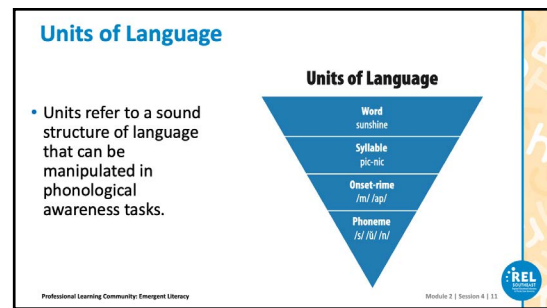 Units of Language
• Units refer to a sound
structure of language
that can be
manipulated in
phonological
awareness tasks.
Units of Language
Word
sunshine
Syllable
pic-nic
Onset-rime
/m/ /ap/
Phoneme
/s/ /ŭ/ /n/
Professional Learning Community: Emergent Literacy
Module 2 | Session 4 | 11
REL
SOUTHEAST